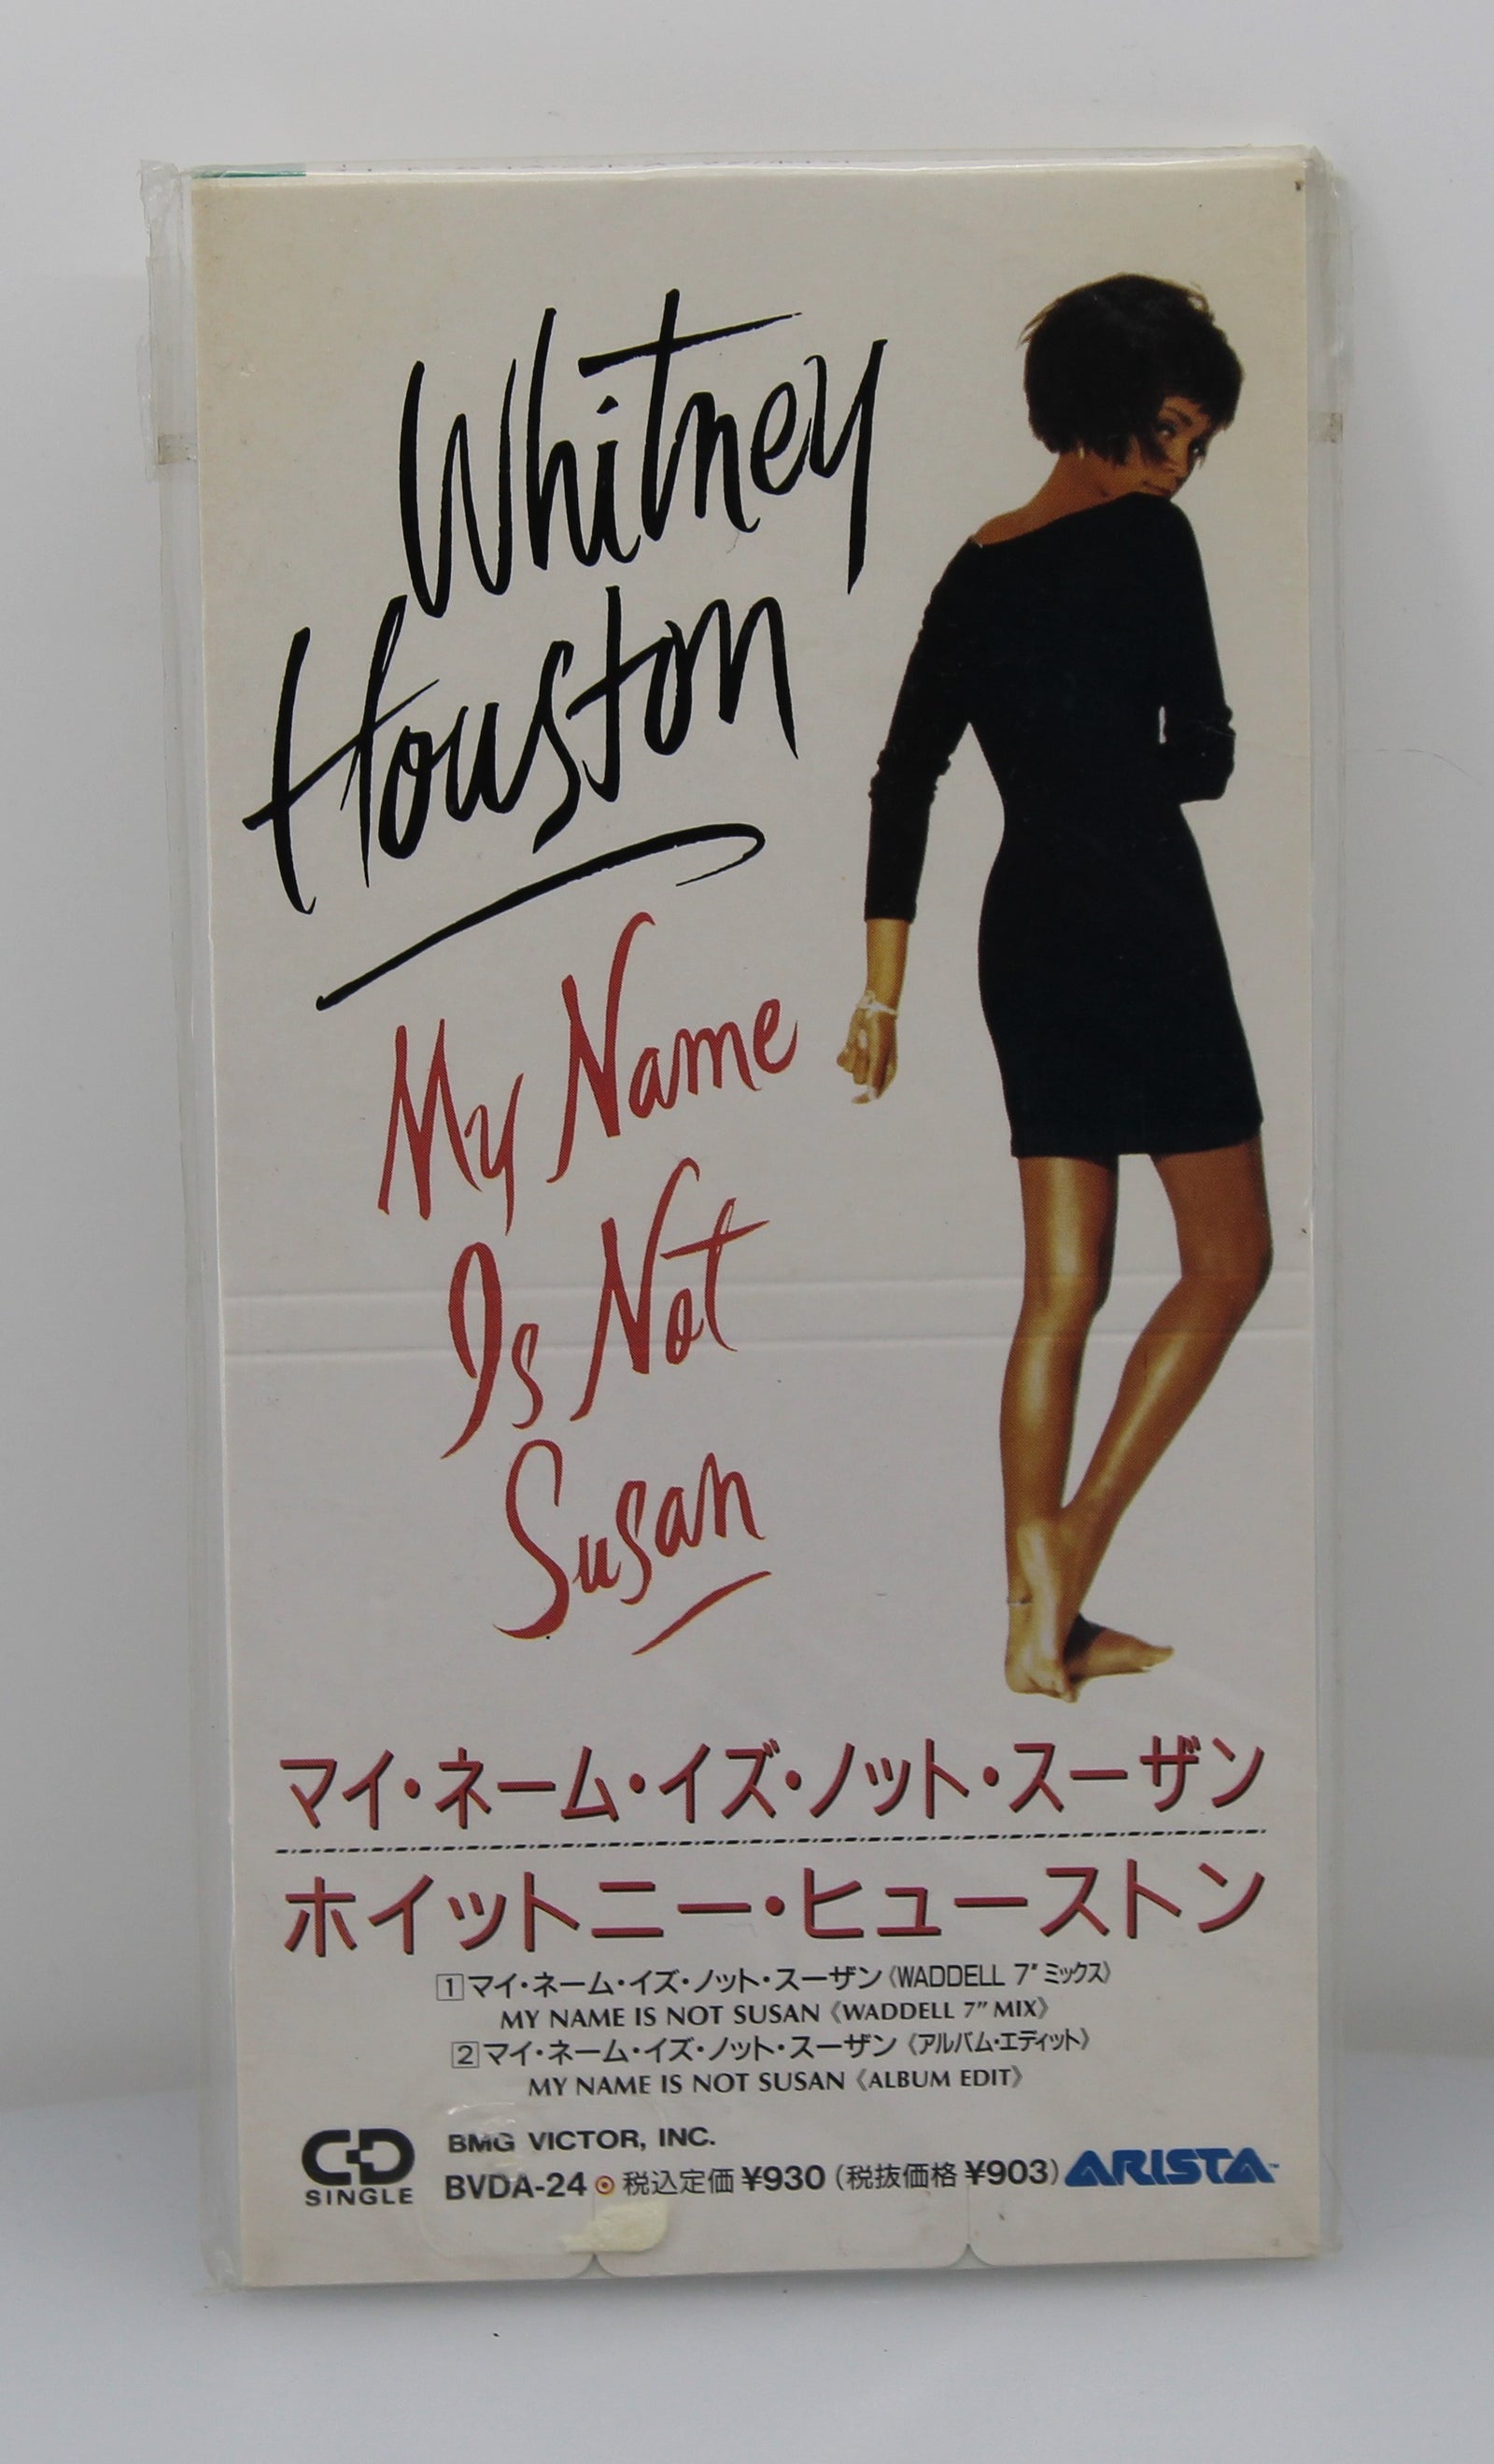 Whitney
Houston
My Name
Is Not
Susan
マイ・ネーム・イズ・ノット・スーザン
ホイットニー・ヒューストン
1 マイ・ネーム・イズ・ノット・スーザン《WADDELL 7"ミックス》
MY NAME IS NOT SUSAN《WADDELL 7" MIX》
2 マイ・ネーム・イズ・ノット・スーザン《アルバム・エディット》
MY NAME IS NOT SUSAN《ALBUM EDIT》
CD
SINGLE
BMG VICTOR, INC.
BVDA-24 税込定価 ¥930 (税抜価格 ¥903)
ARISTA™